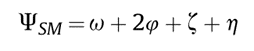 Ψ_SM = ω + 2φ + ζ + η